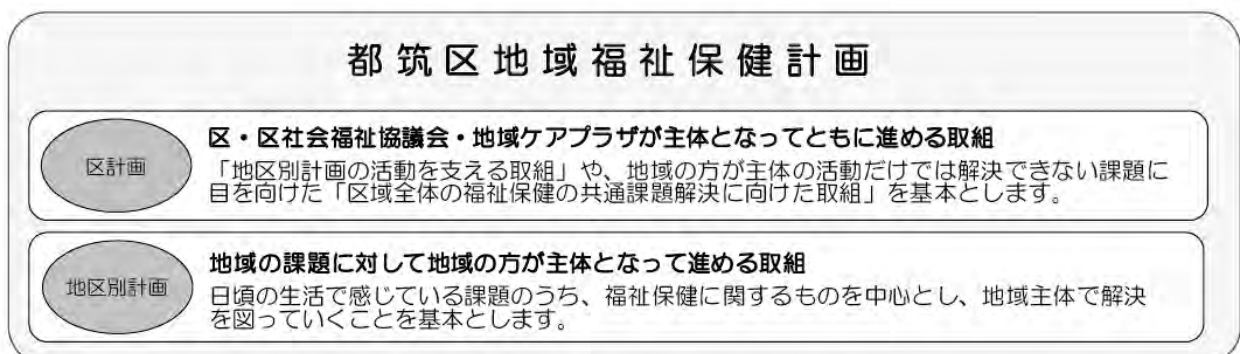 都筑区地域福祉保健計画
区計画
区・区社会福祉協議会・地域ケアプラザが主体となってともに進める取組
「地区別計画の活動を支える取組」や、地域の方が主体の活動だけでは解決できない課題に
目を向けた「区域全体の福祉保健の共通課題解決に向けた取組」を基本とします。
地区別計画
地域の課題に対して地域の方が主体となって進める取組
日頃の生活で感じている課題のうち、福祉保健に関するものを中心とし、地域主体で解決
を図っていくことを基本とします。